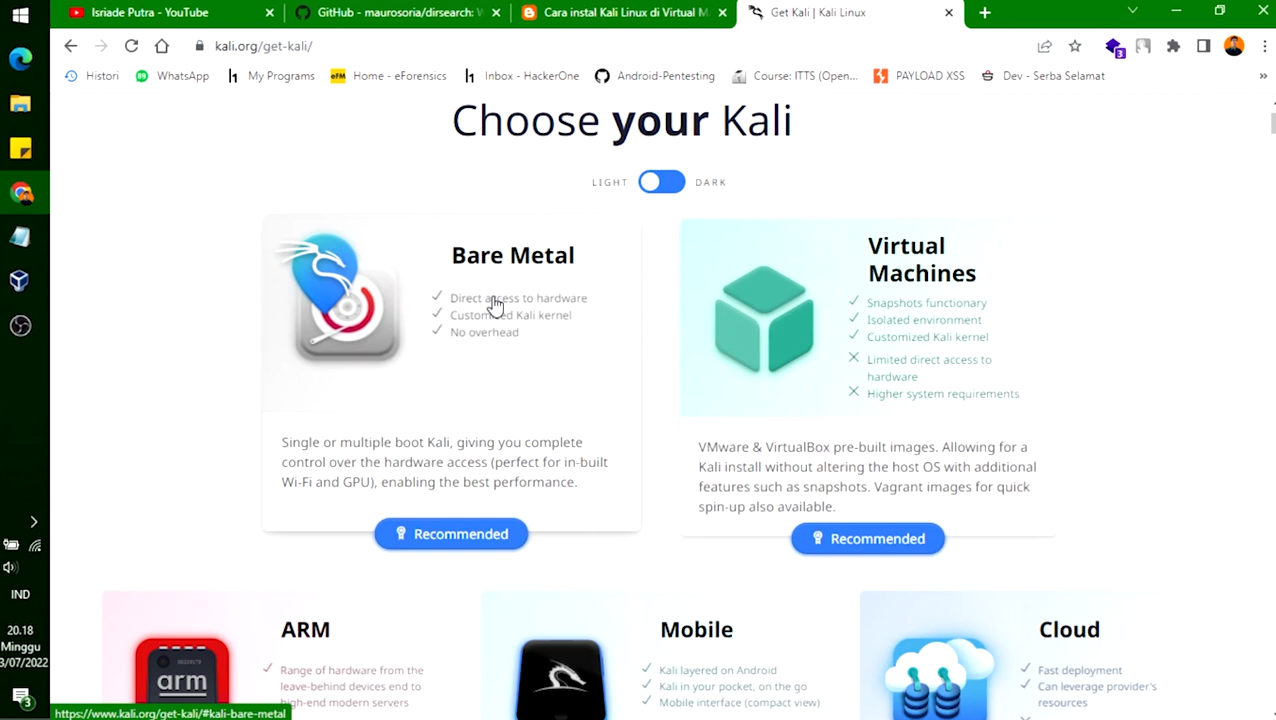 Isriade Putra - YouTube
GitHub - maurosoria/dirsearch: W
Cara instal Kali Linux di Virtual M
Get Kali | Kali Linux
kali.org/get-kali/
3
Histori
WhatsApp
My Programs
eFM
Home - eForensics
Inbox - HackerOne
Android-Pentesting
Course: ITTS (Open...
PAYLOAD XSS
Dev - Serba Selamat
Choose your Kali
LIGHT
DARK
Bare Metal
Direct access to hardware
Customized Kali kernel
No overhead
Single or multiple boot Kali, giving you complete
control over the hardware access (perfect for in-built
Wi-Fi and GPU), enabling the best performance.
Recommended
Virtual
Machines
Snapshots functionary
Isolated environment
Customized Kali kernel
Limited direct access to
hardware
Higher system requirements
VMware & VirtualBox pre-built images. Allowing for a
Kali install without altering the host OS with additional
features such as snapshots. Vagrant images for quick
spin-up also available.
Recommended
ARM
arm
Range of hardware from the
leave-behind devices end to
high-end modern servers
Mobile
Kali layered on Android
Kali in your pocket, on the go
Mobile interface (compact view)
Cloud
Fast deployment
Can leverage provider's
resources
IND
20.18
Minggu
3/07/2022
3
https://www.kali.org/get-kali/#kali-bare-metal